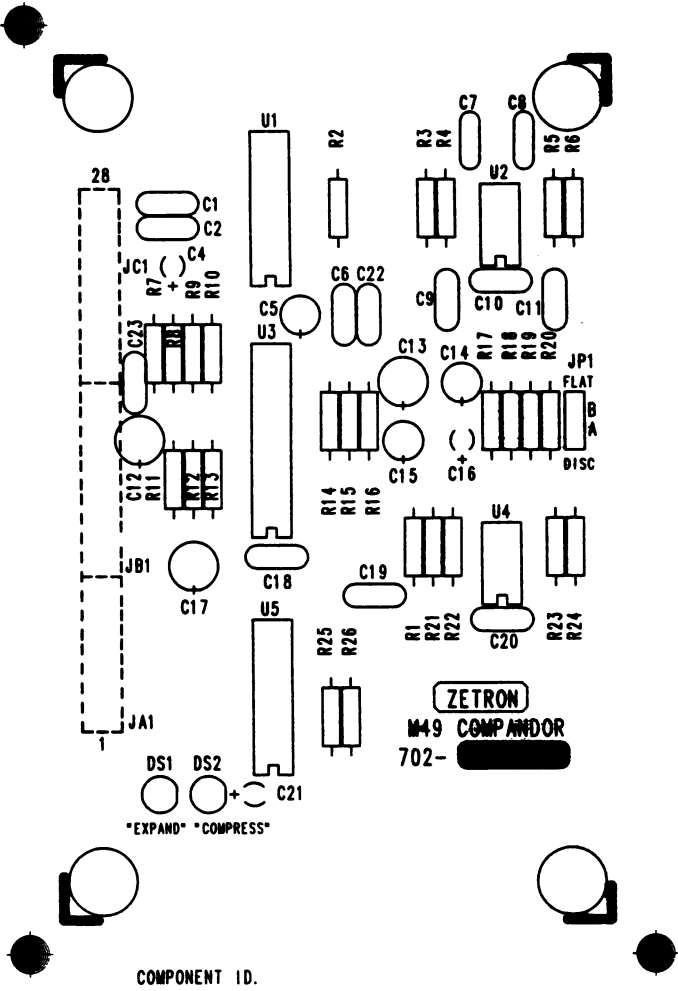 C7 C8
U1
R2 R3 R4 R5 R6
28
U2
C1
C2
C4
JC1
R7 + R9 R10
C6 C22
C9 C10 C11
C5
U3
C23 R8
C13 C14
R17 R18 R19 R20
JP1
FLAT
B
A
DISC
C15
+
C16
C12 R11 R12 R13
R14 R15 R16
U4
JB1
C18
C19
C17
U5
R25 R26
R1 R21 R22
C20
R23 R24
ZETRON
M49 COMPANDOR
702-
JA1
1
DS1 DS2
+ C21
"EXPAND" "COMPRESS"
COMPONENT ID.